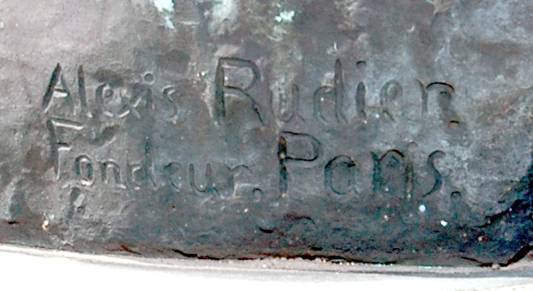 Alexis Rudier
Fondeur. Paris.